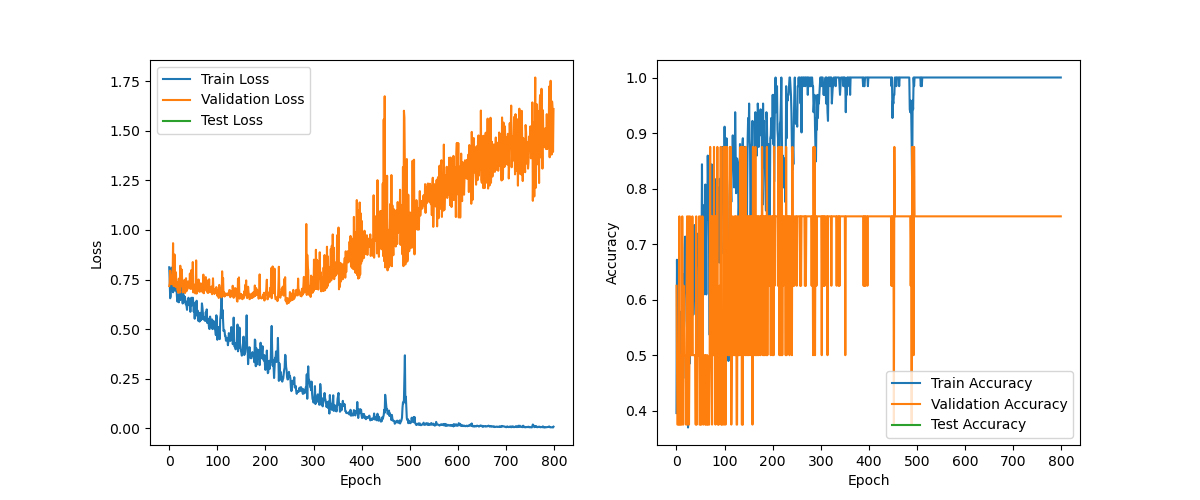 Train Loss
Validation Loss
Test Loss
1.75
1.50
1.25
1.00
0.75
0.50
0.25
0.00
Loss
0 100 200 300 400 500 600 700 800
Epoch
1.0
0.9
0.8
0.7
0.6
0.5
0.4
Accuracy
Train Accuracy
Validation Accuracy
Test Accuracy
0 100 200 300 400 500 600 700 800
Epoch